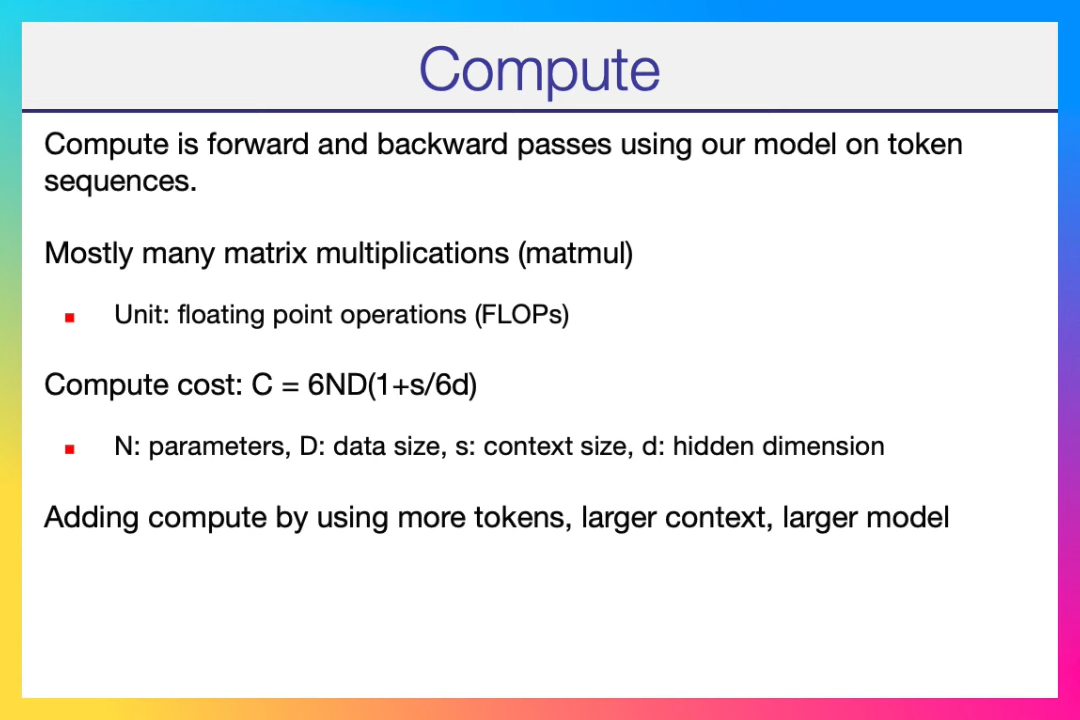 Compute
Compute is forward and backward passes using our model on token
sequences.
Mostly many matrix multiplications (matmul)
Unit: floating point operations (FLOPs)
Compute cost: C = 6ND(1+s/6d)
N: parameters, D: data size, s: context size, d: hidden dimension
Adding compute by using more tokens, larger context, larger model